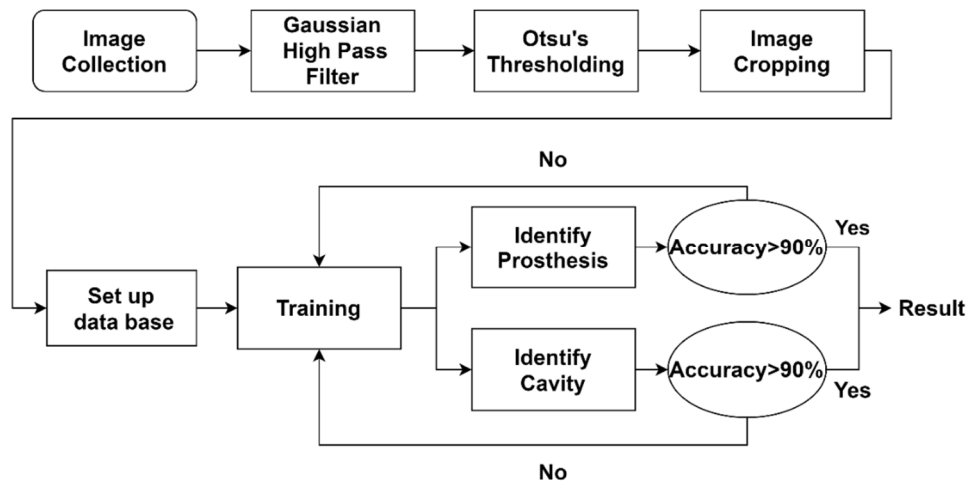 Image
Collection
Gaussian
High Pass
Filter
Otsu's
Thresholding
Image
Cropping
No
Identify
Prosthesis
Accuracy>90%
Yes
Set up
data base
Training
Result
Identify
Cavity
Accuracy>90%
Yes
No